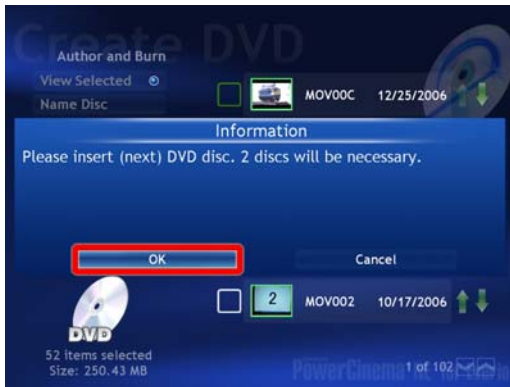 Create DVD
Author and Burn
View Selected
Name Disc
MOV00C 12/25/2006
Information
Please insert (next) DVD disc. 2 discs will be necessary.
OK Cancel
2 MOV002 10/17/2006
DVD
52 items selected
Size: 250.43 MB
PowerCinema
1 of 102